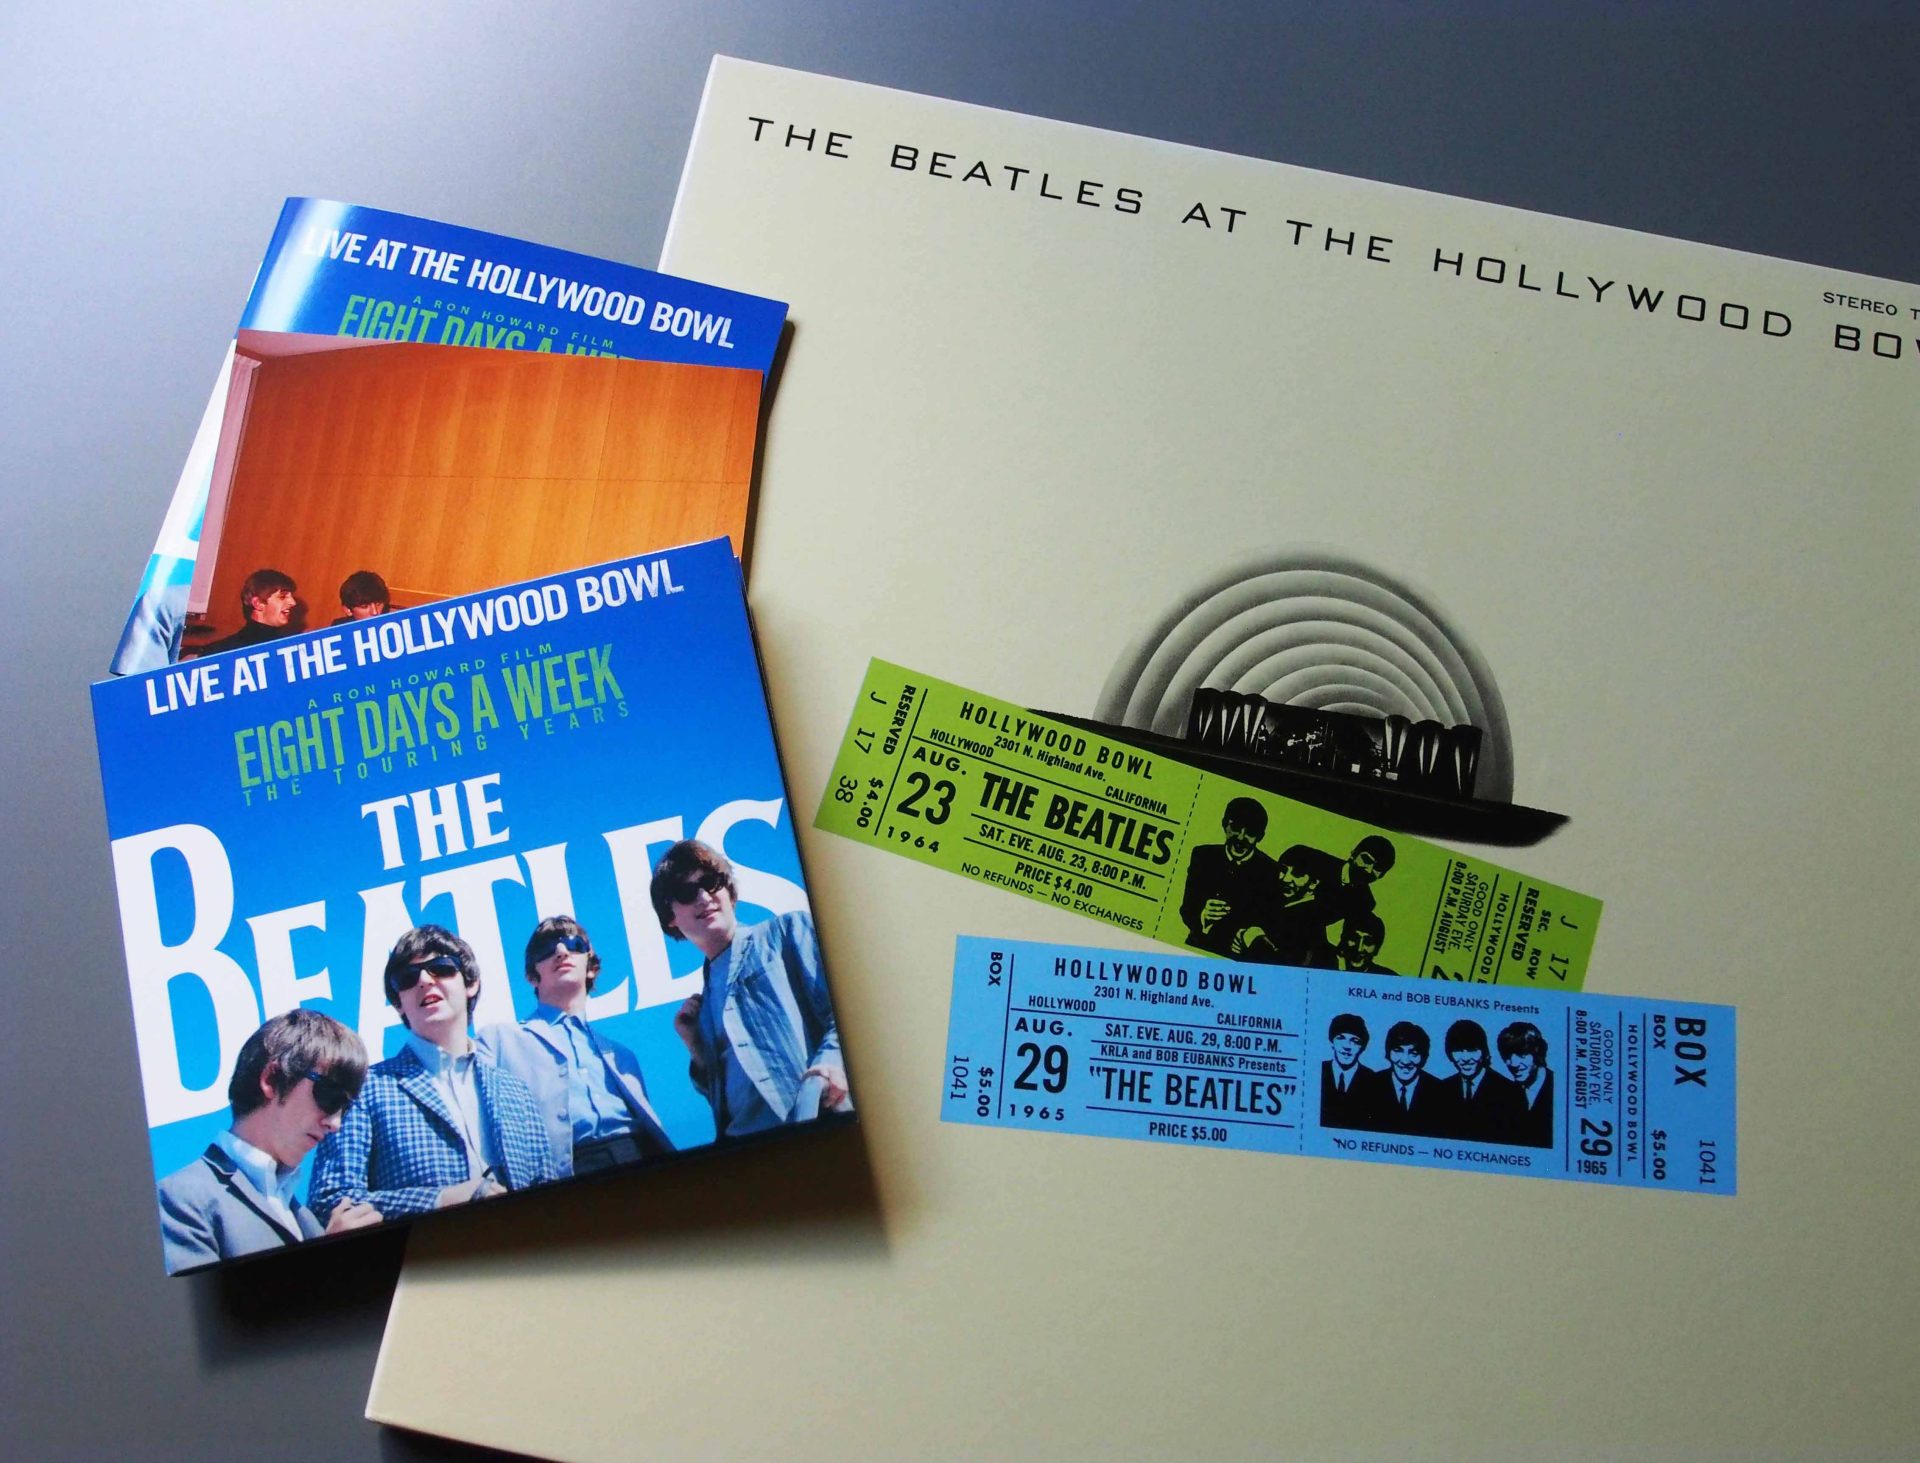 THE BEATLES AT THE HOLLYWOOD
STEREO
LIVE AT THE HOLLYWOOD BOWL
A RON HOWARD FILM
EIGHT DAYS A
LIVE AT THE HOLLYWOOD BOWL
A RON HOWARD FILM
EIGHT DAYS A WEEK
THE TOURING YEARS
THE
BEATLES
RESERVED
J 17 38
$4.00
HOLLYWOOD BOWL
2301 N. Highland Ave.
HOLLYWOOD CALIFORNIA
AUG.
23
1964
THE BEATLES
SAT. EVE. AUG. 23, 8:00 P.M.
PRICE $4.00
NO REFUNDS — NO EXCHANGES
GOOD ONLY
SATURDAY EVE.
8:00 P.M. AUGUST
HOLLYWOOD
RESERVED
SEC. ROW
J 17
BOX
1041
$5.00
HOLLYWOOD BOWL
2301 N. Highland Ave.
HOLLYWOOD CALIFORNIA
AUG.
29
1965
SAT. EVE. AUG. 29, 8:00 P.M.
KRLA and BOB EUBANKS Presents
"THE BEATLES"
PRICE $5.00
KRLA and BOB EUBANKS Presents
NO REFUNDS — NO EXCHANGES
GOOD ONLY
SATURDAY EVE.
8:00 P.M. AUGUST
29
1965
HOLLYWOOD BOWL
BOX
$5.00
BOX
1041